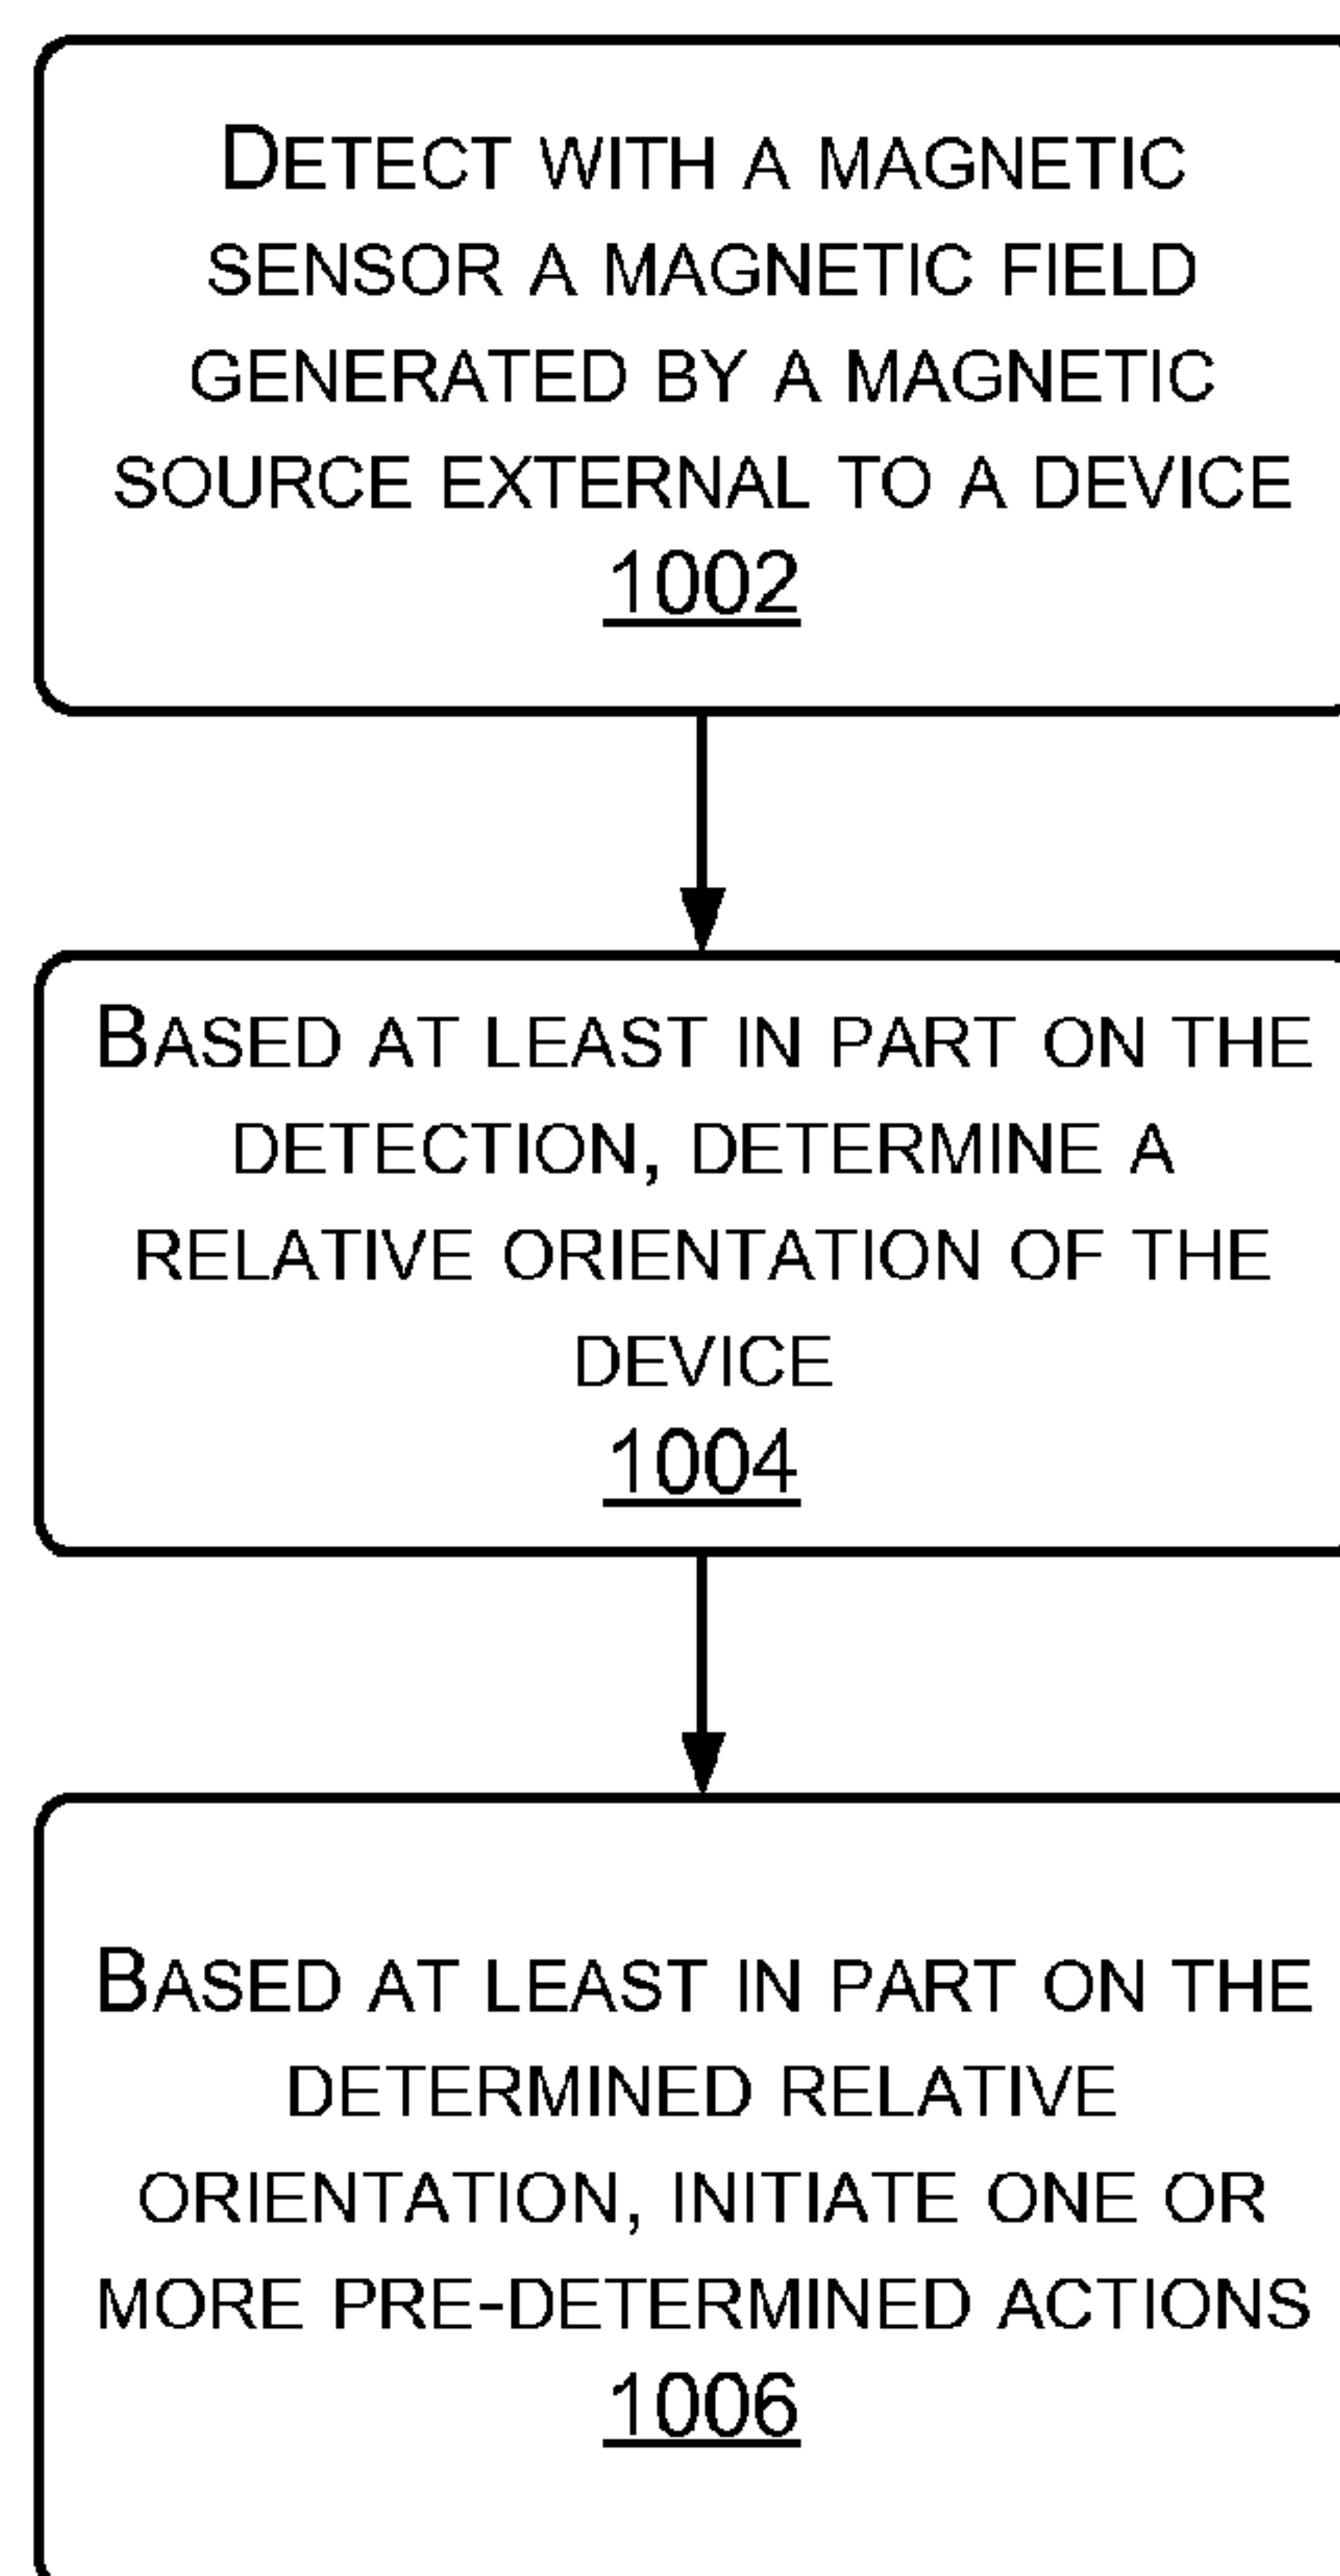 DETECT WITH A MAGNETIC
SENSOR A MAGNETIC FIELD
GENERATED BY A MAGNETIC
SOURCE EXTERNAL TO A DEVICE
1002
BASED AT LEAST IN PART ON THE
DETECTION, DETERMINE A
RELATIVE ORIENTATION OF THE
DEVICE
1004
BASED AT LEAST IN PART ON THE
DETERMINED RELATIVE
ORIENTATION, INITIATE ONE OR
MORE PRE-DETERMINED ACTIONS
1006